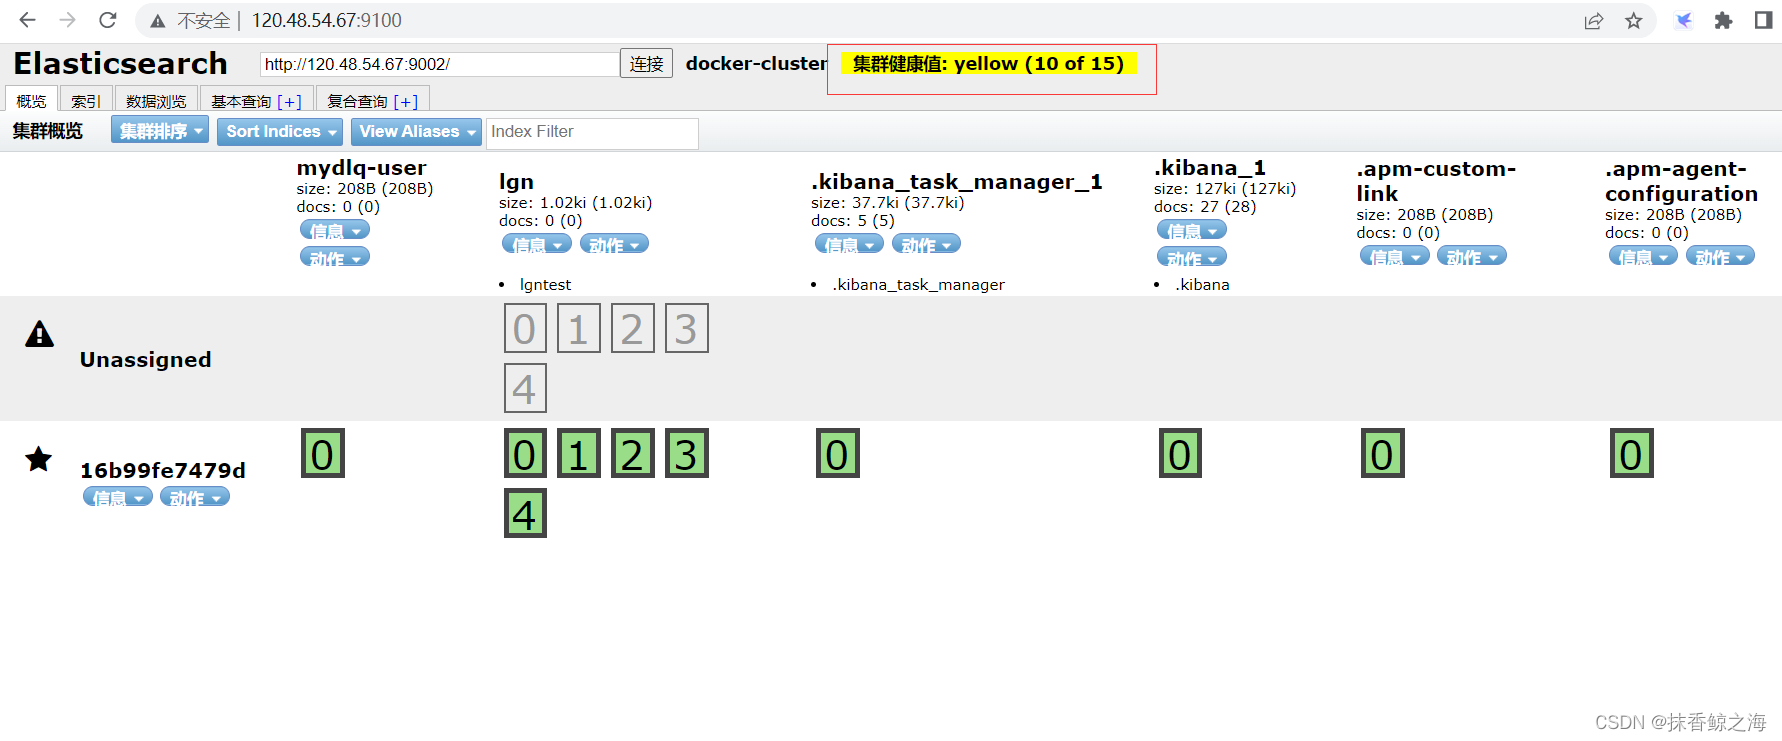 不安全 | 120.48.54.67:9100
Elasticsearch http://120.48.54.67:9002/ 连接 docker-cluster 集群健康值: yellow (10 of 15)
概览 索引 数据浏览 基本查询 [+] 复合查询 [+]
集群概览 集群排序 Sort Indices View Aliases Index Filter
mydlq-user
size: 208B (208B)
docs: 0 (0)
信息
动作
lgn
size: 1.02ki (1.02ki)
docs: 0 (0)
信息 动作
lgntest
.kibana_task_manager_1
size: 37.7ki (37.7ki)
docs: 5 (5)
信息 动作
.kibana_task_manager
.kibana_1
size: 127ki (127ki)
docs: 27 (28)
信息
动作
.kibana
.apm-custom-
link
size: 208B (208B)
docs: 0 (0)
信息 动作
.apm-agent-
configuration
size: 208B (208B)
docs: 0 (0)
信息 动作
Unassigned
0 1 2 3
4
16b99fe7479d
信息 动作
0
0 1 2 3
4
0
0
0
0
CSDN @抹香鲸之海